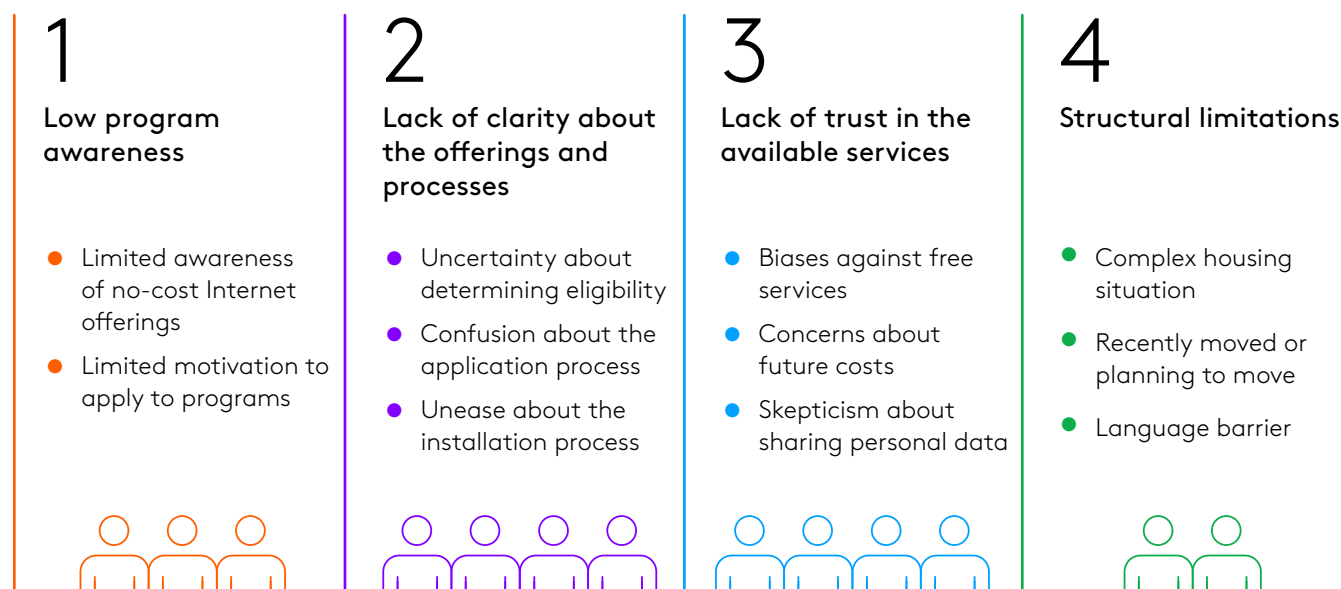 1
Low program
awareness
Limited awareness
of no-cost Internet
offerings
Limited motivation to
apply to programs
2
Lack of clarity about
the offerings and
processes
Uncertainty about
determining eligibility
Confusion about the
application process
Unease about the
installation process
3
Lack of trust in the
available services
Biases against free
services
Concerns about
future costs
Skepticism about
sharing personal data
4
Structural limitations
Complex housing
situation
Recently moved or
planning to move
Language barrier